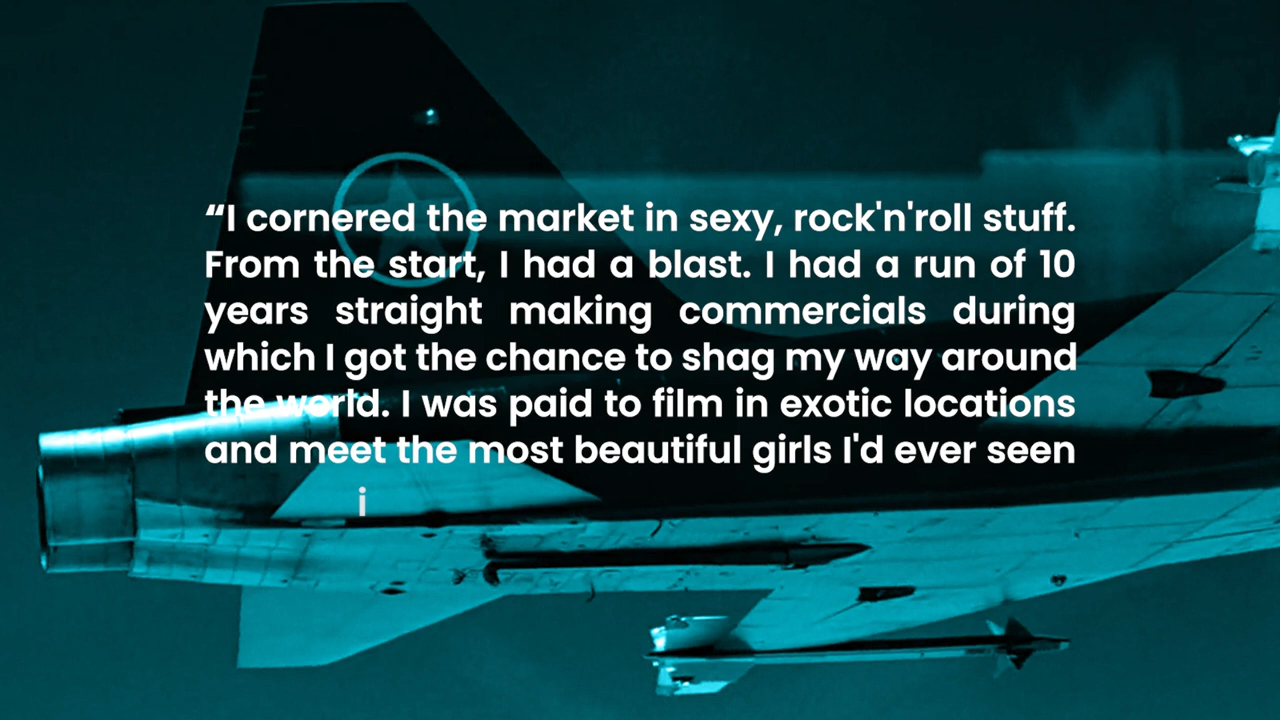 “I cornered the market in sexy, rock'n'roll stuff.
From the start, I had a blast. I had a run of 10
years straight making commercials during
which I got the chance to shag my way around
the world. I was paid to film in exotic locations
and meet the most beautiful girls I'd ever seen
i